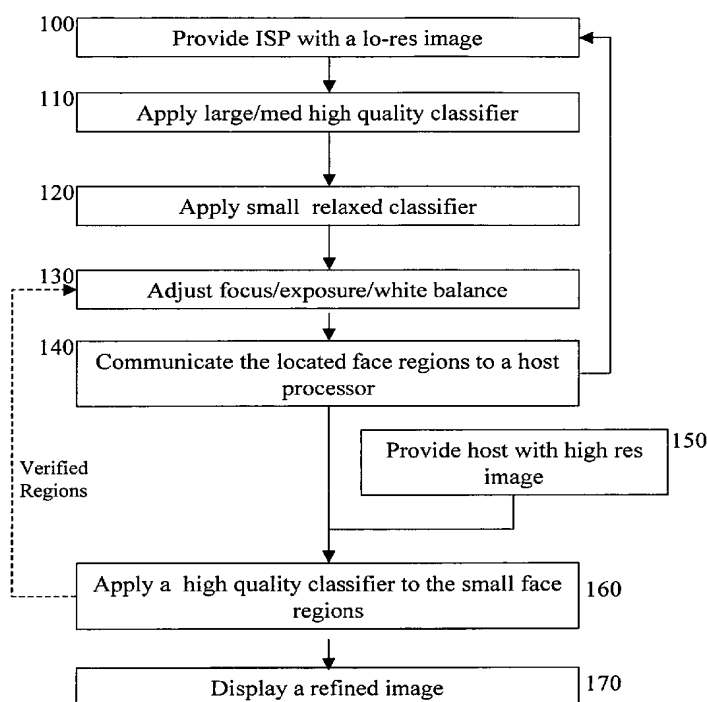 100
Provide ISP with a lo-res image
110
Apply large/med high quality classifier
120
Apply small relaxed classifier
130
Adjust focus/exposure/white balance
140
Communicate the located face regions to a host
processor
150
Provide host with high res
image
Verified
Regions
Apply a high quality classifier to the small face
regions
160
Display a refined image
170